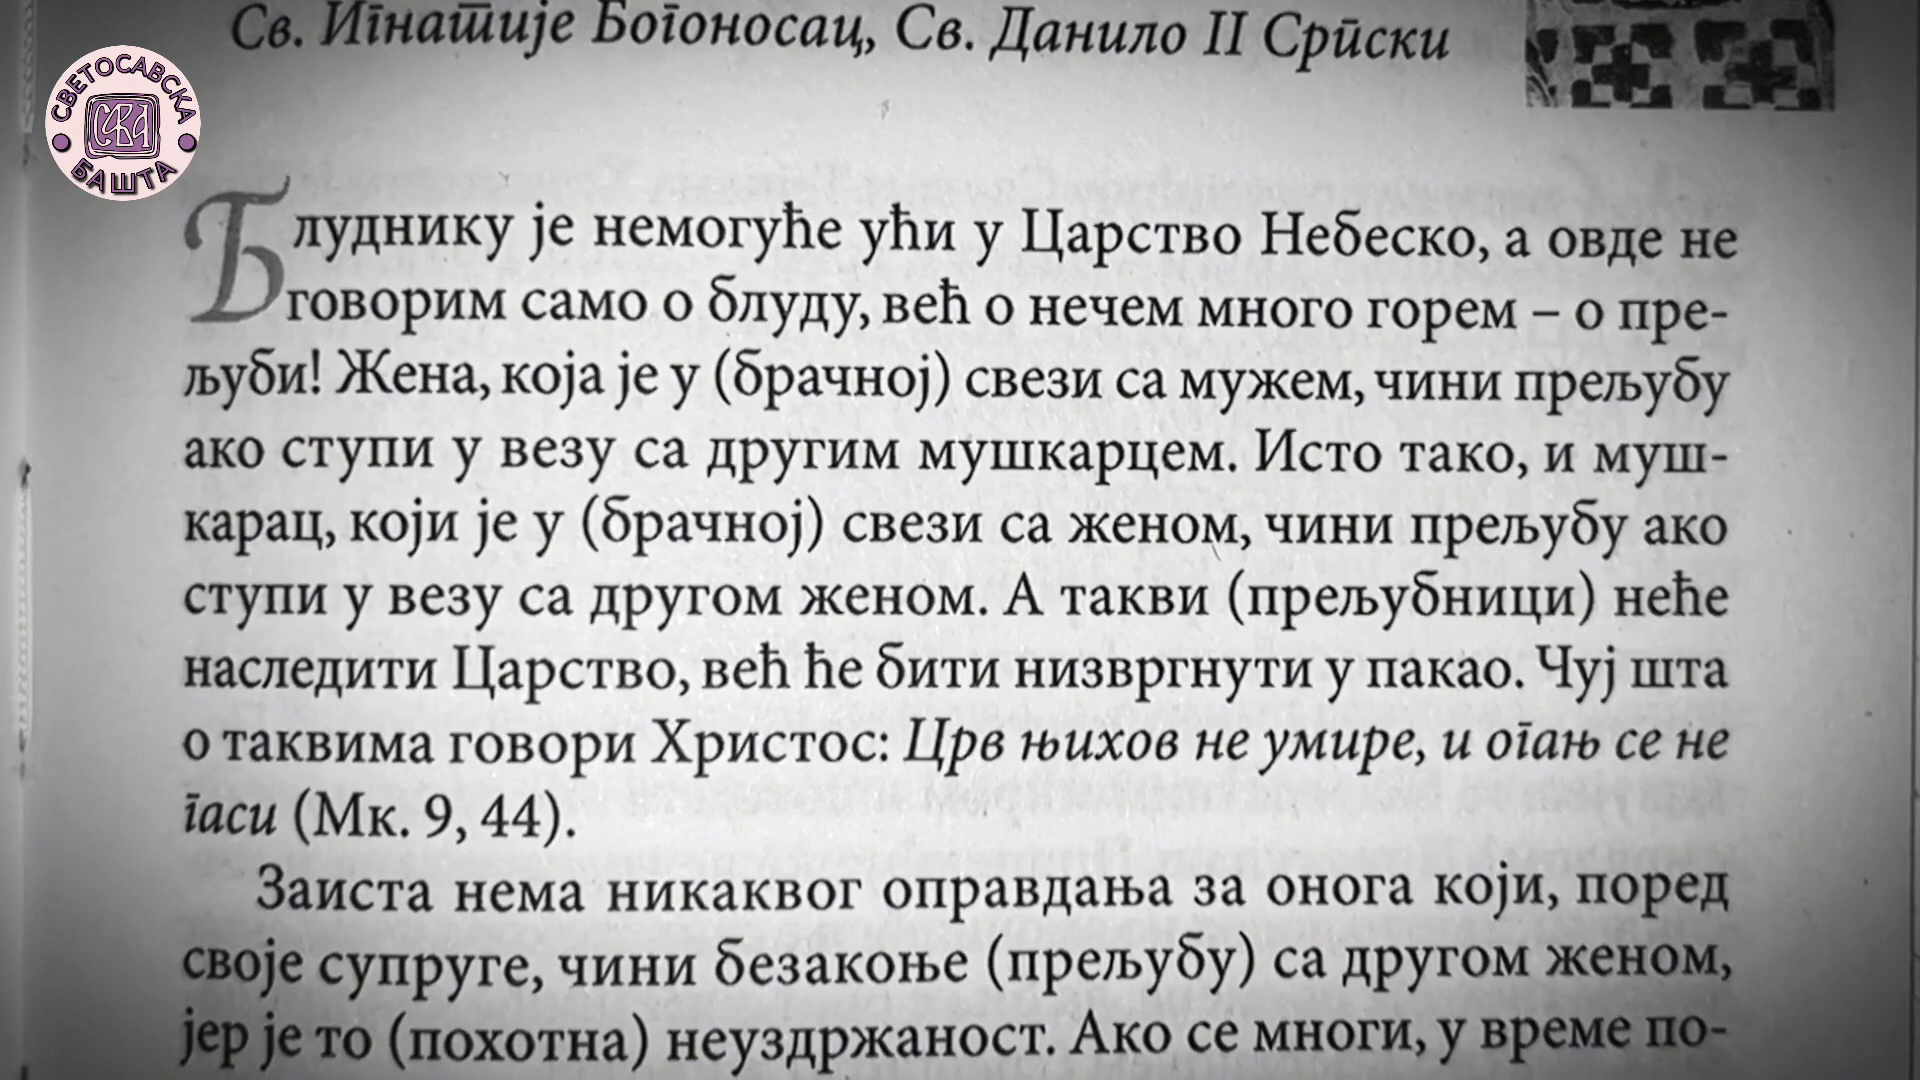 Св. Игнатије Богоносац, Св. Данило II Српски
СВЕТОСАВСКА
БАШТА
Блуднику је немогуће ући у Царство Небеско, а овде не
говорим само о блуду, већ о нечем много горем – о пре-
љуби! Жена, која је у (брачној) свези са мужем, чини прељубу
ако ступи у везу са другим мушкарцем. Исто тако, и муш-
карац, који је у (брачној) свези са женом, чини прељубу ако
ступи у везу са другом женом. А такви (прељубници) неће
наследити Царство, већ ће бити низвргнути у пакао. Чуј шта
о таквима говори Христос: Црв њихов не умире, и огањ се не
гаси (Мк. 9, 44).
Заиста нема никаквог оправдања за онога који, поред
своје супруге, чини безакоње (прељубу) са другом женом,
јер је то (похотна) неуздржаност. Ако се многи, у време по-